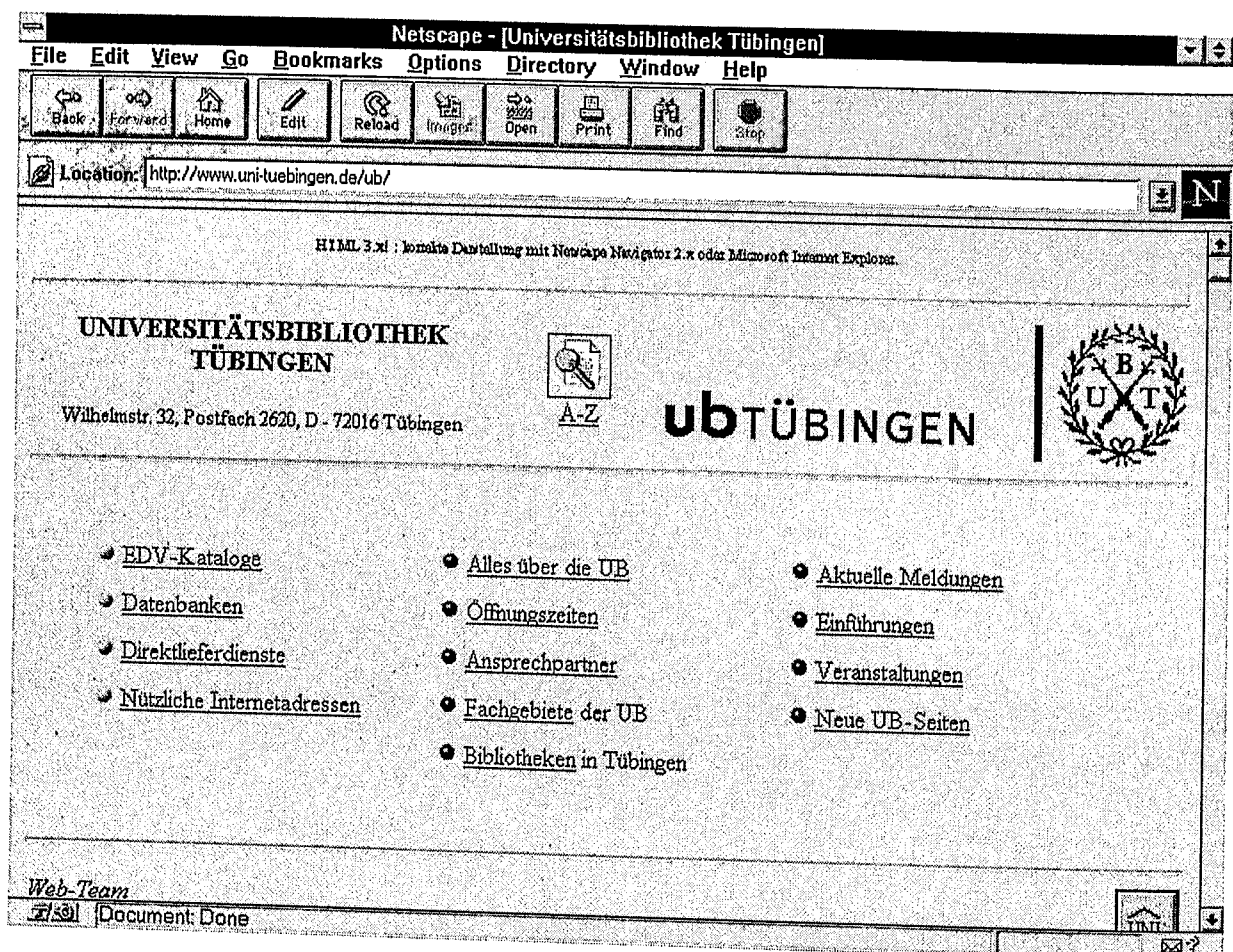 Netscape - [Universitätsbibliothek Tübingen]
File Edit View Go Bookmarks Options Directory Window Help
Back Forward Home Edit Reload Images Open Print Find Stop
Location: http://www.uni-tuebingen.de/ub/
N
HTML 3.x! : korrekte Darstellung mit Netscape Navigator 2.x oder Microsoft Internet Explorer.
UNIVERSITÄTSBIBLIOTHEK
TÜBINGEN
Wilhelmstr. 32, Postfach 2620, D - 72016 Tübingen
A-Z
ubTÜBINGEN
U B T
EDV-Kataloge
Datenbanken
Direktlieferdienste
Nützliche Internetadressen
Alles über die UB
Öffnungszeiten
Ansprechpartner
Fachgebiete der UB
Bibliotheken in Tübingen
Aktuelle Meldungen
Einführungen
Veranstaltungen
Neue UB-Seiten
Web-Team
UNI
Document: Done